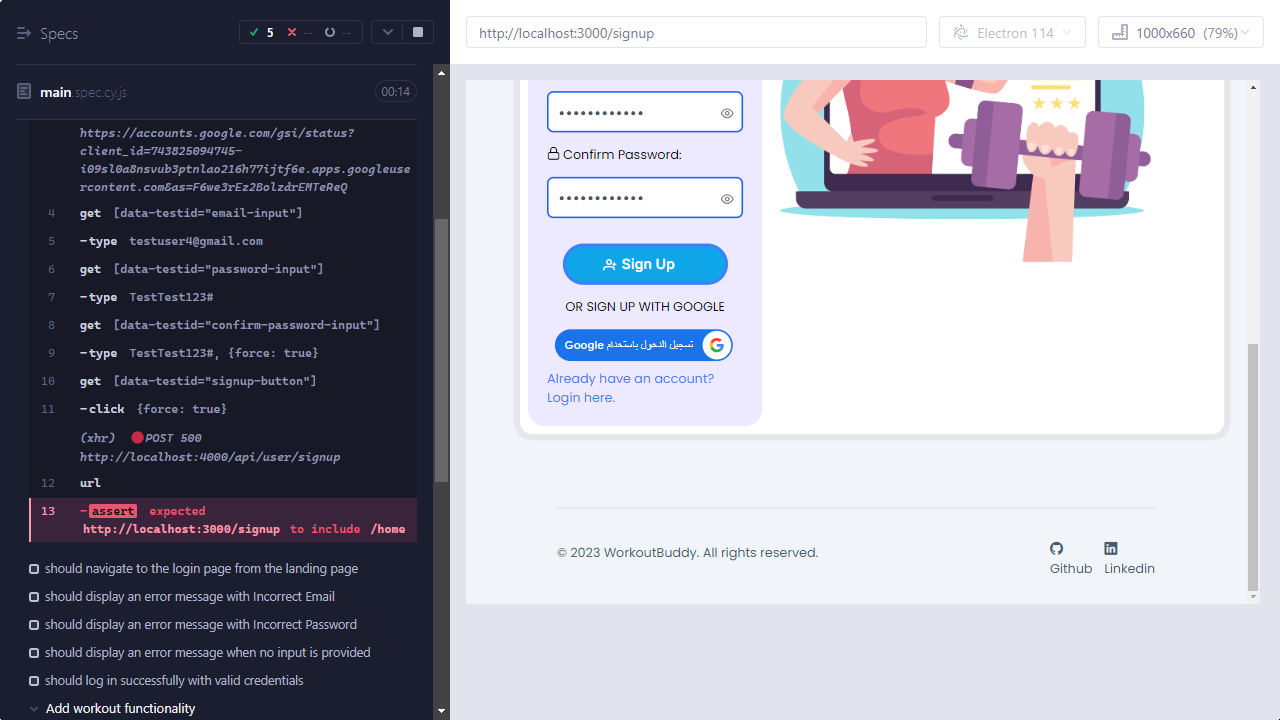 Specs
5
--
--
main.spec.cy.js
00:14
https://accounts.google.com/gsi/status?
client_id=743825094745-
i09sl0a8nsvub3ptnlao216h77ijtf6e.apps.googleuse
rcontent.com&as=F6we3rEz2BolzdrEMTeReQ
4 get [data-testid="email-input"]
5 -type testuser4@gmail.com
6 get [data-testid="password-input"]
7 -type TestTest123#
8 get [data-testid="confirm-password-input"]
9 -type TestTest123#, {force: true}
10 get [data-testid="signup-button"]
11 -click {force: true}
(xhr) POST 500
http://localhost:4000/api/user/signup
12 url
13 -assert expected
http://localhost:3000/signup to include /home
should navigate to the login page from the landing page
should display an error message with Incorrect Email
should display an error message with Incorrect Password
should display an error message when no input is provided
should log in successfully with valid credentials
Add workout functionality
http://localhost:3000/signup
Electron 114
1000x660 (79%)
••••••••••••
Confirm Password:
••••••••••••
Sign Up
OR SIGN UP WITH GOOGLE
تسجيل الدخول باستخدام Google
Already have an account?
Login here.
© 2023 WorkoutBuddy. All rights reserved.
Github
Linkedin